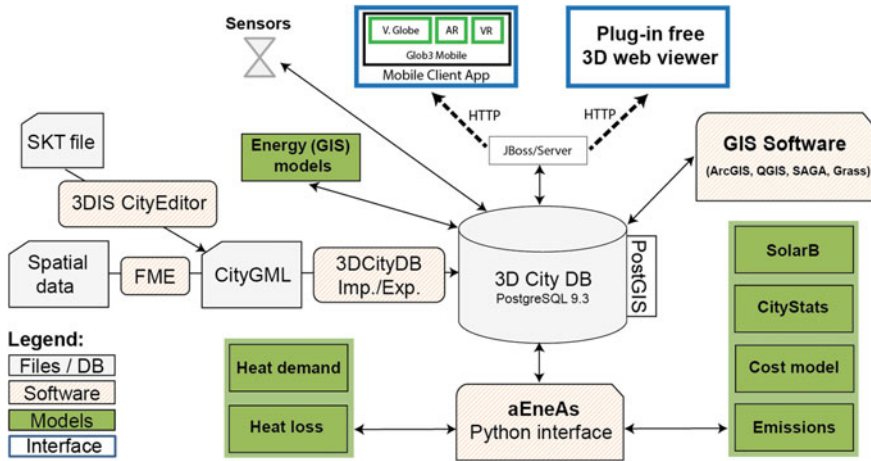 Sensors
V. Globe
AR
VR
Glob3 Mobile
Mobile Client App
Plug-in free
3D web viewer
HTTP
HTTP
JBoss/Server
SKT file
Energy (GIS)
models
GIS Software
(ArcGIS, QGIS, SAGA, Grass)
3DIS CityEditor
Spatial
data
FME
CityGML
3DCityDB
Imp./Exp.
3D City DB
PostgreSQL 9.3
PostGIS
SolarB
CityStats
Cost model
Emissions
Legend:
Files / DB
Software
Models
Interface
Heat demand
Heat loss
aEneAs
Python interface